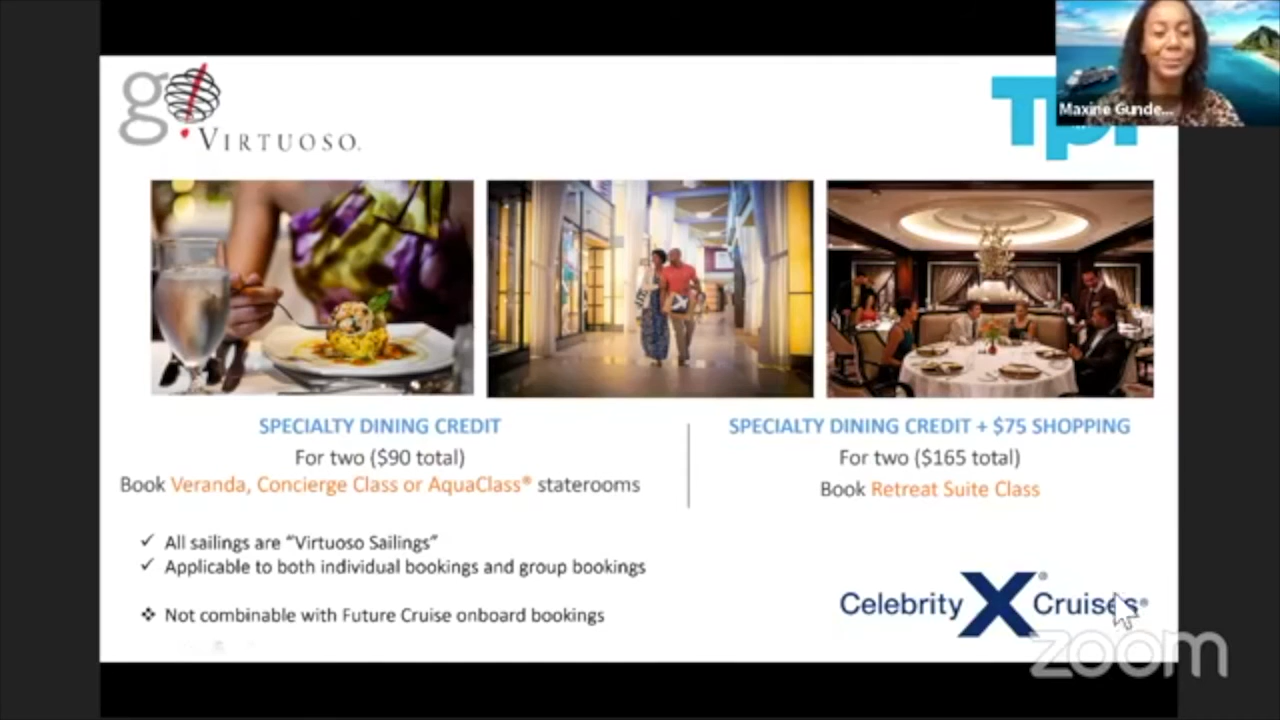 g! VIRTUOSO.
TPI
Maxine Gunde...
SPECIALTY DINING CREDIT
For two ($90 total)
Book Veranda, Concierge Class or AquaClass® staterooms
SPECIALTY DINING CREDIT + $75 SHOPPING
For two ($165 total)
Book Retreat Suite Class
✓ All sailings are “Virtuoso Sailings”
✓ Applicable to both individual bookings and group bookings
❖ Not combinable with Future Cruise onboard bookings
Celebrity X® Cruises®
zoom